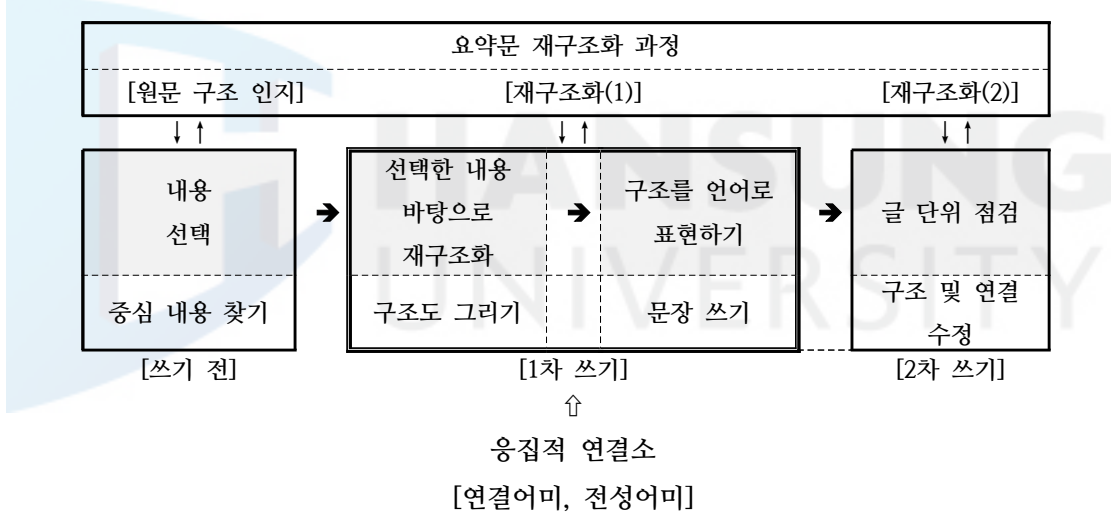 요약문 재구조화 과정
[원문 구조 인지] [재구조화(1)] [재구조화(2)]
↓↑ ↓↑ ↓↑
내용
선택
중심 내용 찾기
[쓰기 전]
➔
선택한 내용
바탕으로
재구조화
구조도 그리기
➔
구조를 언어로
표현하기
문장 쓰기
[1차 쓰기]
➔
글 단위 점검
구조 및 연결
수정
[2차 쓰기]
⇧
응집적 연결소
[연결어미, 전성어미]
HANSUNG
UNIVERSITY